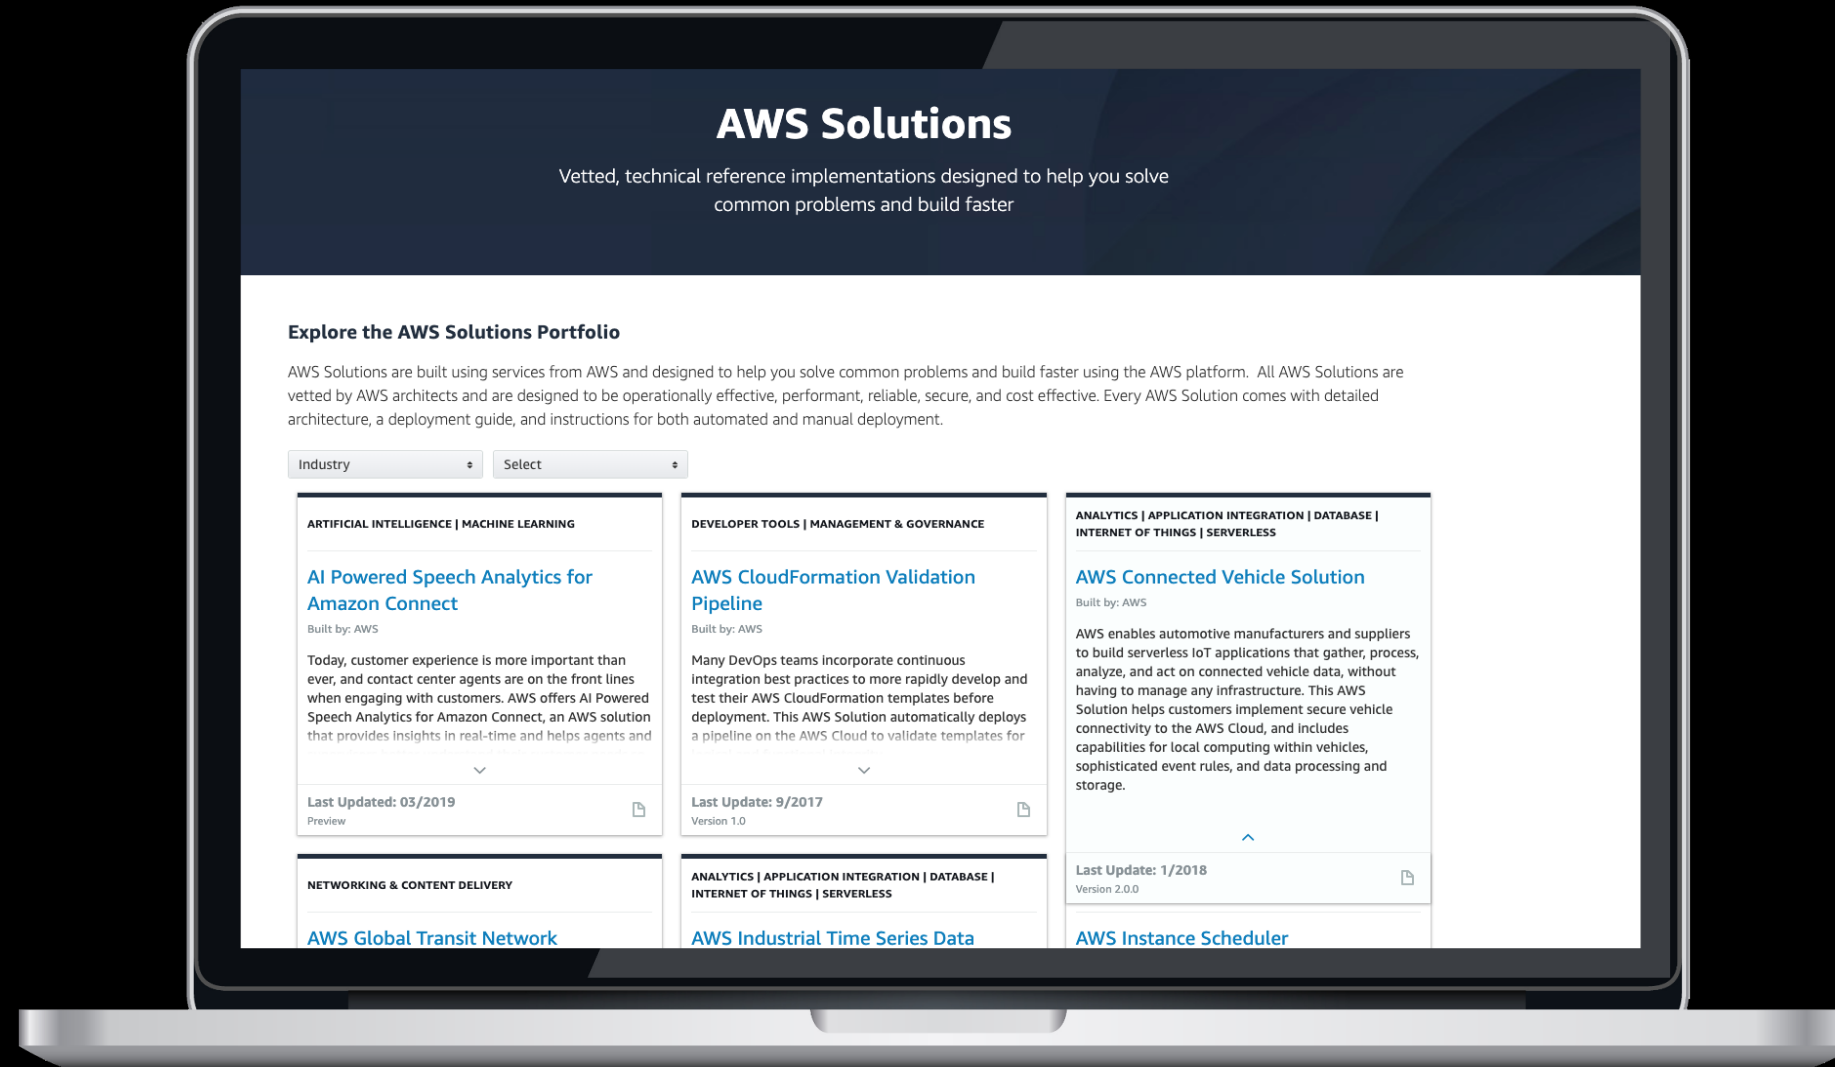 AWS Solutions
Vetted, technical reference implementations designed to help you solve
common problems and build faster
Explore the AWS Solutions Portfolio
AWS Solutions are built using services from AWS and designed to help you solve common problems and build faster using the AWS platform.  All AWS Solutions are
vetted by AWS architects and are designed to be operationally effective, performant, reliable, secure, and cost effective. Every AWS Solution comes with detailed
architecture, a deployment guide, and instructions for both automated and manual deployment.
Industry
Select
ARTIFICIAL INTELLIGENCE | MACHINE LEARNING
AI Powered Speech Analytics for
Amazon Connect
Built by: AWS
Today, customer experience is more important than
ever, and contact center agents are on the front lines
when engaging with customers. AWS offers AI Powered
Speech Analytics for Amazon Connect, an AWS solution
that provides insights in real-time and helps agents and
Last Updated: 03/2019
Preview
DEVELOPER TOOLS | MANAGEMENT & GOVERNANCE
AWS CloudFormation Validation
Pipeline
Built by: AWS
Many DevOps teams incorporate continuous
integration best practices to more rapidly develop and
test their AWS CloudFormation templates before
deployment. This AWS Solution automatically deploys
a pipeline on the AWS Cloud to validate templates for
Last Update: 9/2017
Version 1.0
ANALYTICS | APPLICATION INTEGRATION | DATABASE |
INTERNET OF THINGS | SERVERLESS
AWS Connected Vehicle Solution
Built by: AWS
AWS enables automotive manufacturers and suppliers
to build serverless IoT applications that gather, process,
analyze, and act on connected vehicle data, without
having to manage any infrastructure. This AWS
Solution helps customers implement secure vehicle
connectivity to the AWS Cloud, and includes
capabilities for local computing within vehicles,
sophisticated event rules, and data processing and
storage.
Last Update: 1/2018
Version 2.0.0
NETWORKING & CONTENT DELIVERY
AWS Global Transit Network
ANALYTICS | APPLICATION INTEGRATION | DATABASE |
INTERNET OF THINGS | SERVERLESS
AWS Industrial Time Series Data
AWS Instance Scheduler